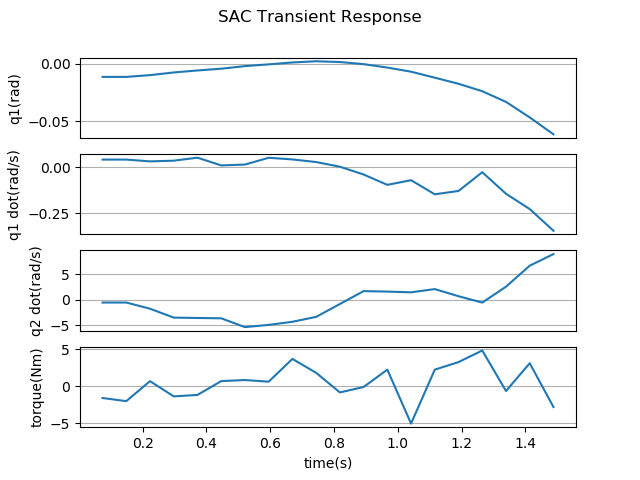 SAC Transient Response
q1(rad)
0.00
−0.05
q1 dot(rad/s)
0.00
−0.25
q2 dot(rad/s)
5
0
−5
torque(Nm)
5
0
−5
0.2 0.4 0.6 0.8 1.0 1.2 1.4
time(s)